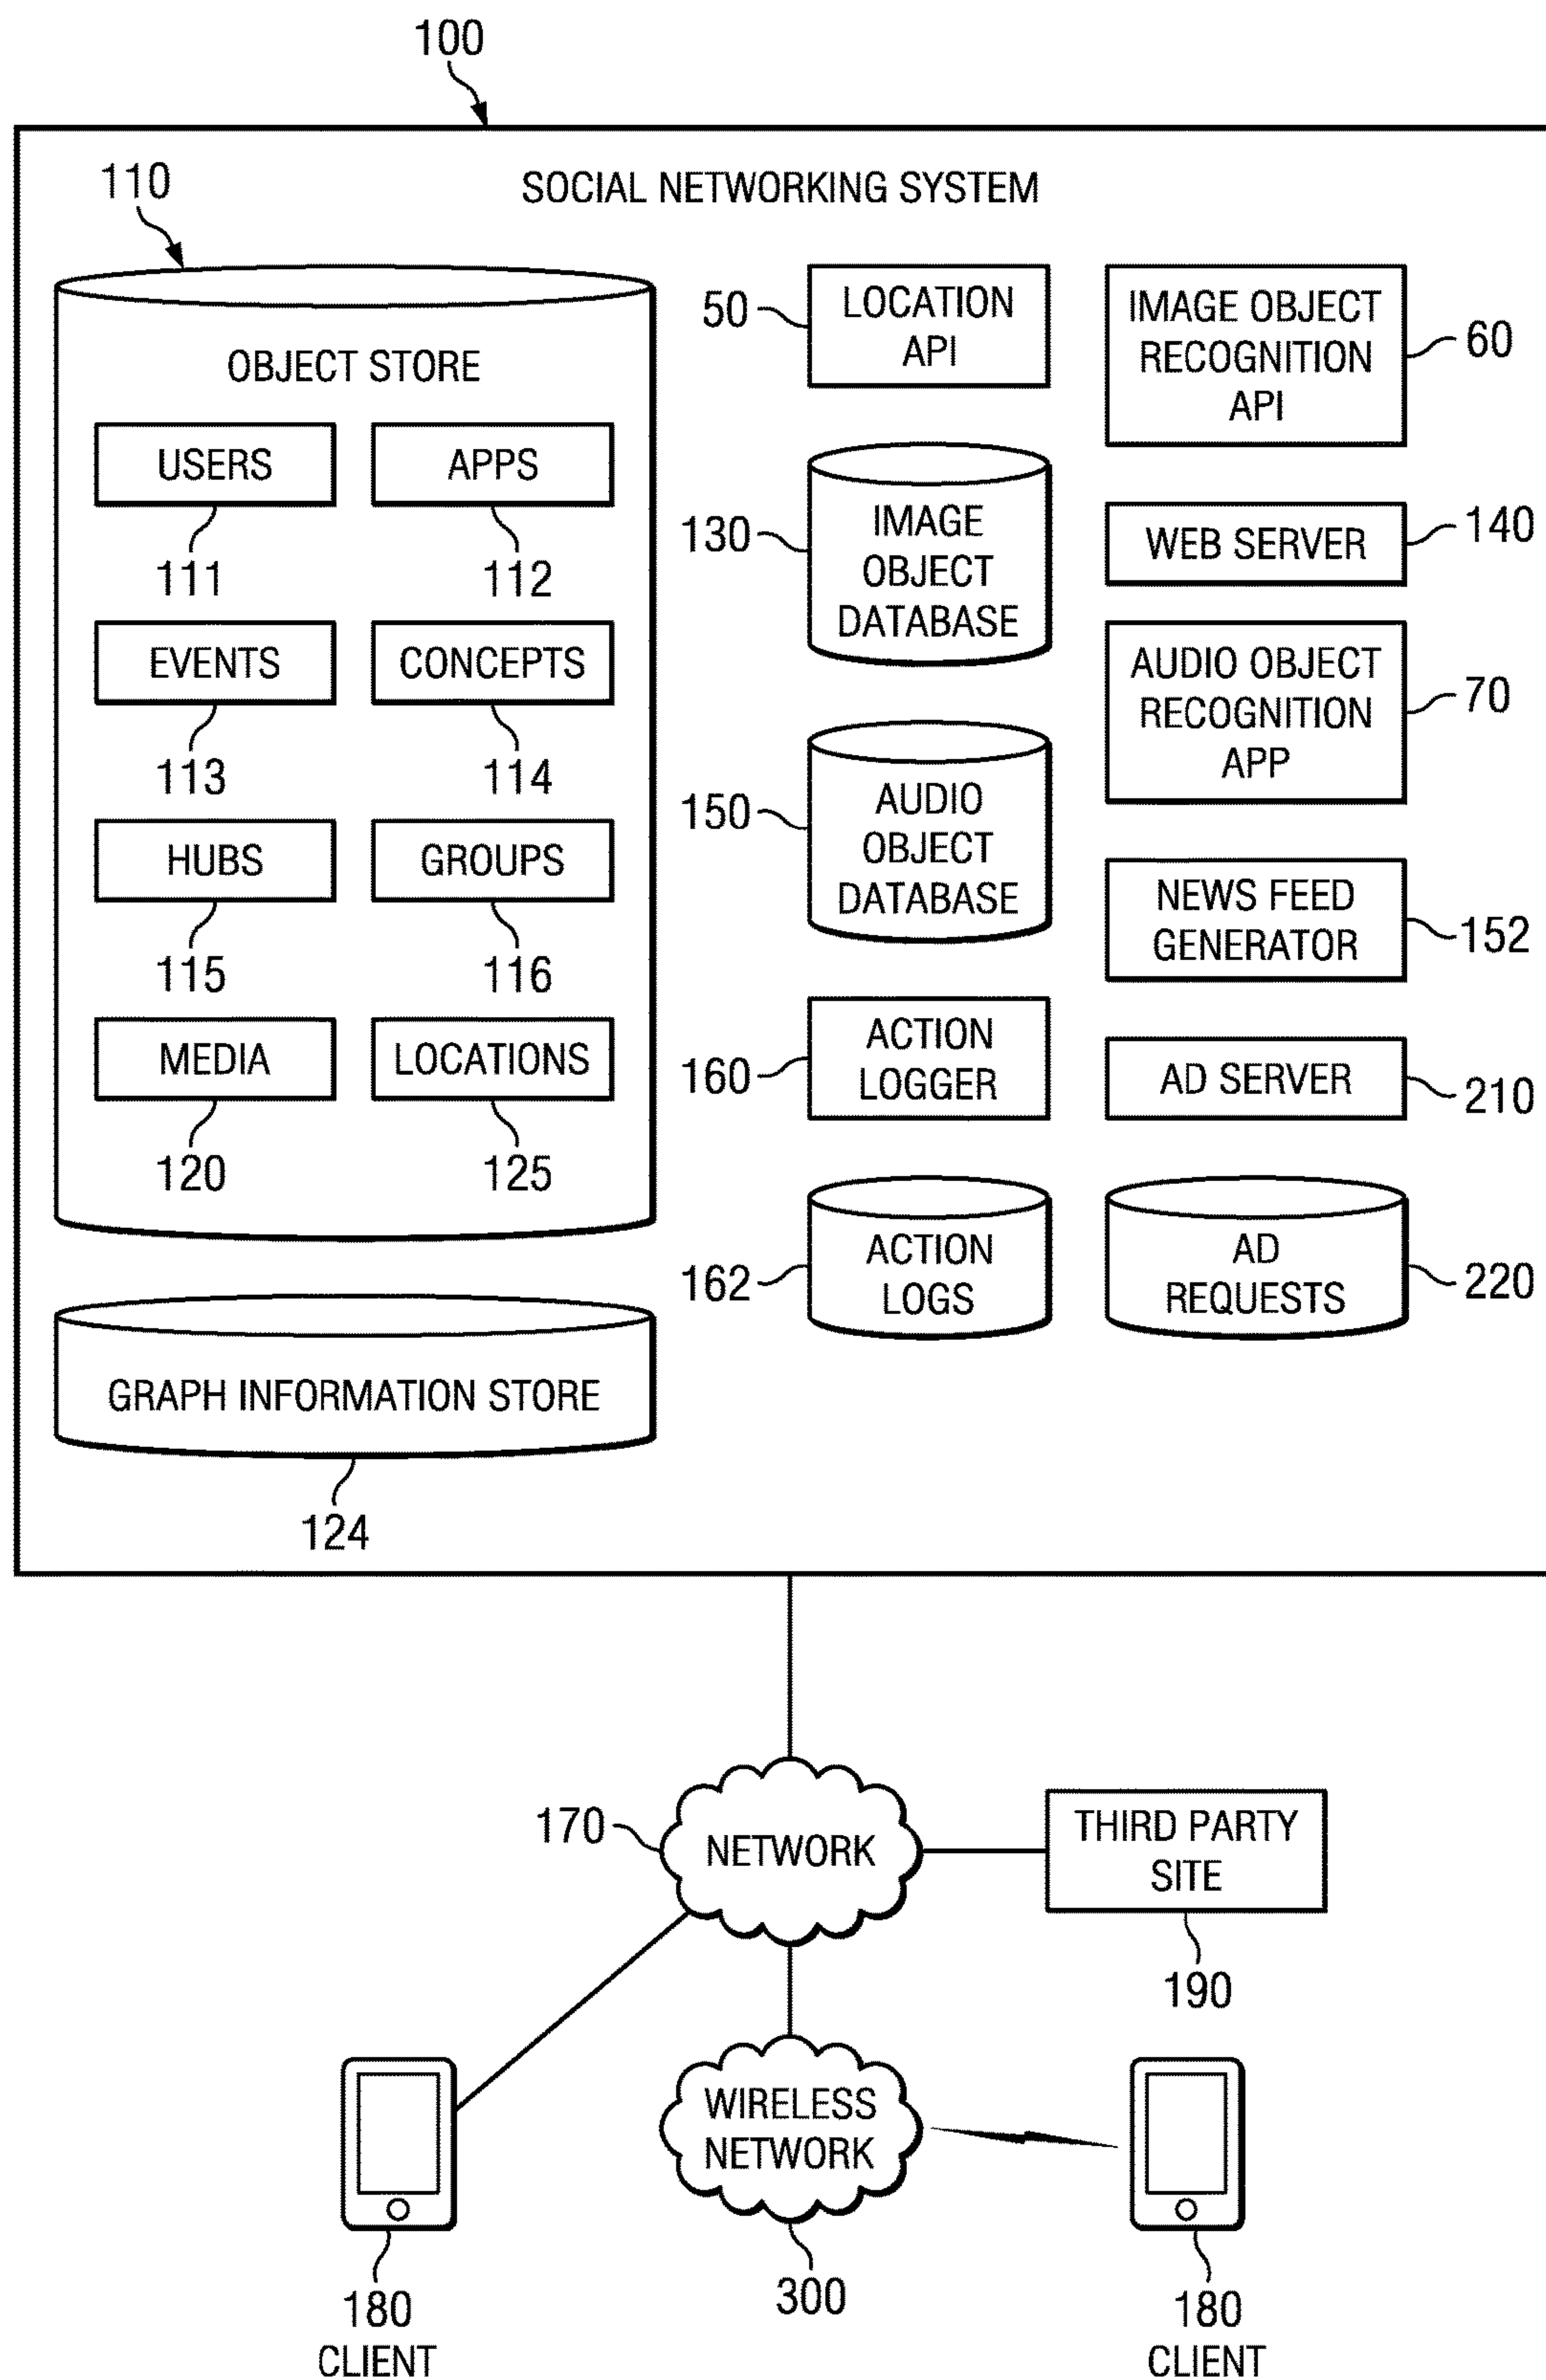 100
SOCIAL NETWORKING SYSTEM
110
OBJECT STORE
USERS
111
APPS
112
EVENTS
113
CONCEPTS
114
HUBS
115
GROUPS
116
MEDIA
120
LOCATIONS
125
GRAPH INFORMATION STORE
124
50
LOCATION
API
130
IMAGE
OBJECT
DATABASE
150
AUDIO
OBJECT
DATABASE
160
ACTION
LOGGER
162
ACTION
LOGS
IMAGE OBJECT
RECOGNITION
API
60
WEB SERVER
140
AUDIO OBJECT
RECOGNITION
APP
70
NEWS FEED
GENERATOR
152
AD SERVER
210
AD
REQUESTS
220
170
NETWORK
THIRD PARTY
SITE
190
WIRELESS
NETWORK
300
180
CLIENT
180
CLIENT